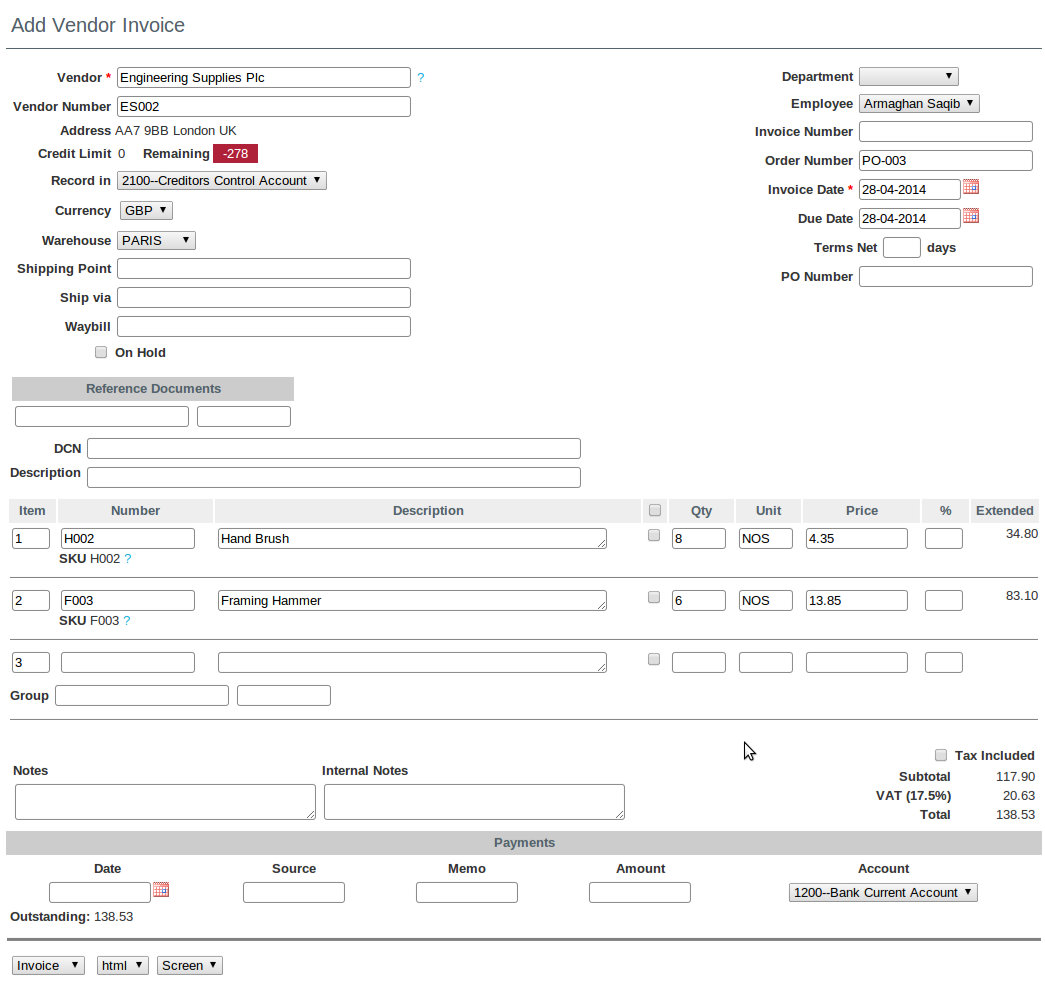 Add Vendor Invoice
Vendor * Engineering Supplies Plc ?
Vendor Number ES002
Address AA7 9BB London UK
Credit Limit 0 Remaining -278
Record in 2100--Creditors Control Account
Currency GBP
Warehouse PARIS
Shipping Point
Ship via
Waybill
On Hold
Department
Employee Armaghan Saqib
Invoice Number
Order Number PO-003
Invoice Date * 28-04-2014
Due Date 28-04-2014
Terms Net days
PO Number
Reference Documents
DCN
Description
Item Number Description Qty Unit Price % Extended
1 H002 Hand Brush 8 NOS 4.35 34.80
SKU H002 ?
2 F003 Framing Hammer 6 NOS 13.85 83.10
SKU F003 ?
3
Group
Notes Internal Notes
Tax Included
Subtotal 117.90
VAT (17.5%) 20.63
Total 138.53
Payments
Date Source Memo Amount Account
1200--Bank Current Account
Outstanding: 138.53
Invoice html Screen